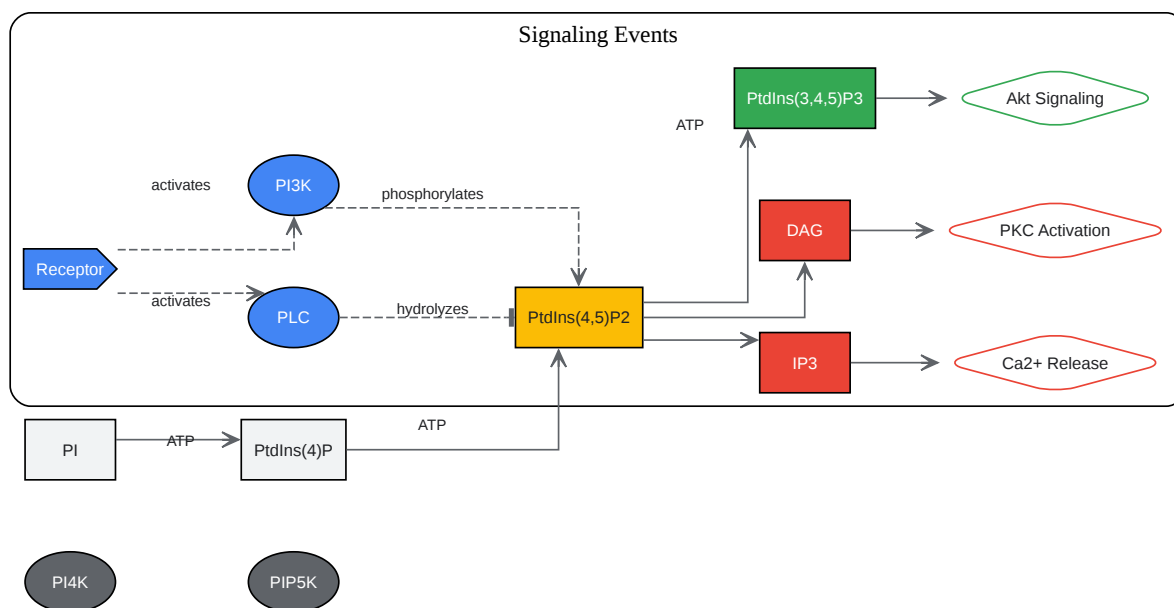 Signaling Events
PtdIns(3,4,5)P3
Akt Signaling
ATP
activates
PI3K
phosphorylates
DAG
PKC Activation
Receptor
activates
PLC
hydrolyzes
PtdIns(4,5)P2
IP3
Ca2+ Release
PI
ATP
PtdIns(4)P
ATP
PI4K
PIP5K